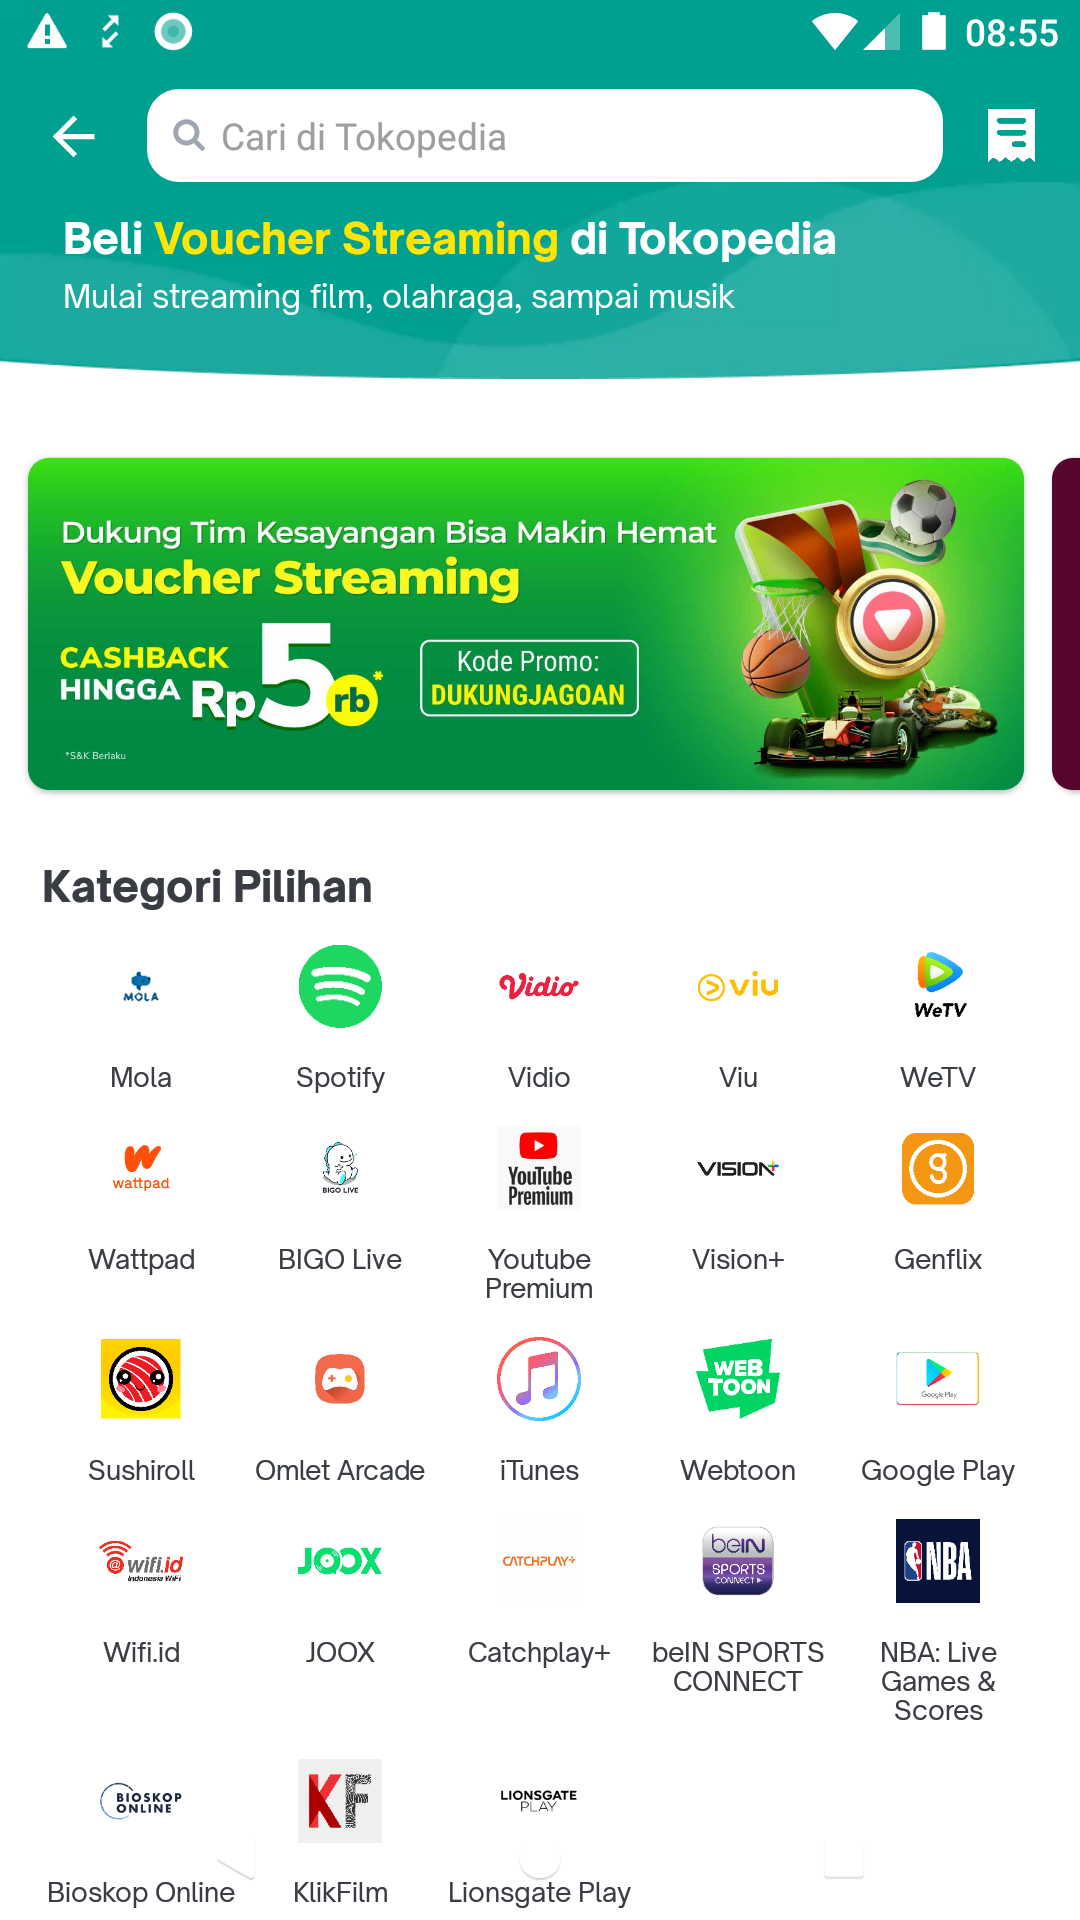 08:55
Cari di Tokopedia
Beli Voucher Streaming di Tokopedia
Mulai streaming film, olahraga, sampai musik
Dukung Tim Kesayangan Bisa Makin Hemat
Voucher Streaming
CASHBACK
HINGGA Rp5rb*
Kode Promo:
DUKUNGJAGOAN
*S&K Berlaku
Kategori Pilihan
MOLA
Vidio
viu
WeTV
Mola
Spotify
Vidio
Viu
WeTV
wattpad
BIGO LIVE
YouTube
Premium
VISION+
g
Wattpad
BIGO Live
Youtube
Premium
Vision+
Genflix
WEB
TOON
Google Play
Sushiroll
Omlet Arcade
iTunes
Webtoon
Google Play
@wifi.id
Indonesia WiFi
JOOX
CATCHPLAY+
beIN
SPORTS
CONNECT
NBA
Wifi.id
JOOX
Catchplay+
beIN SPORTS
CONNECT
NBA: Live
Games &
Scores
BIOSKOP
ONLINE
KF
LIONSGATE
PLAY
Bioskop Online
KlikFilm
Lionsgate Play